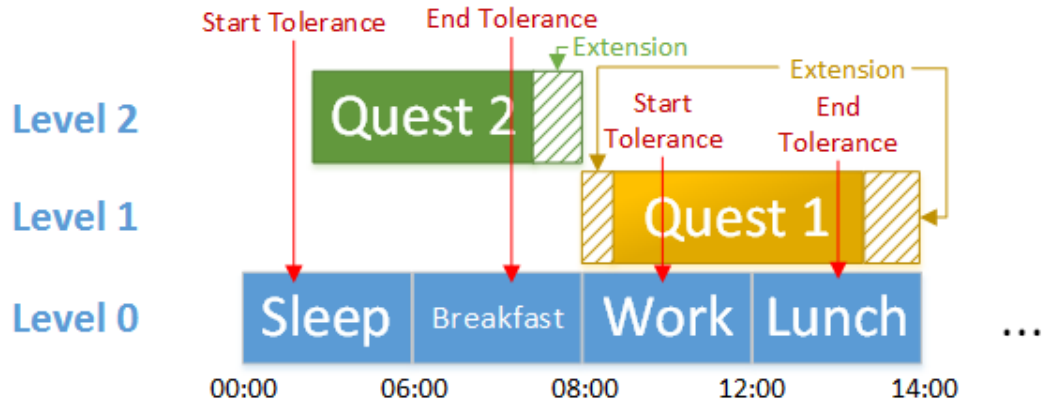 Start Tolerance
End Tolerance
Extension
Extension
Level 2
Quest 2
Start
Tolerance
End
Tolerance
Level 1
Quest 1
Level 0
Sleep
Breakfast
Work
Lunch
...
00:00
06:00
08:00
12:00
14:00